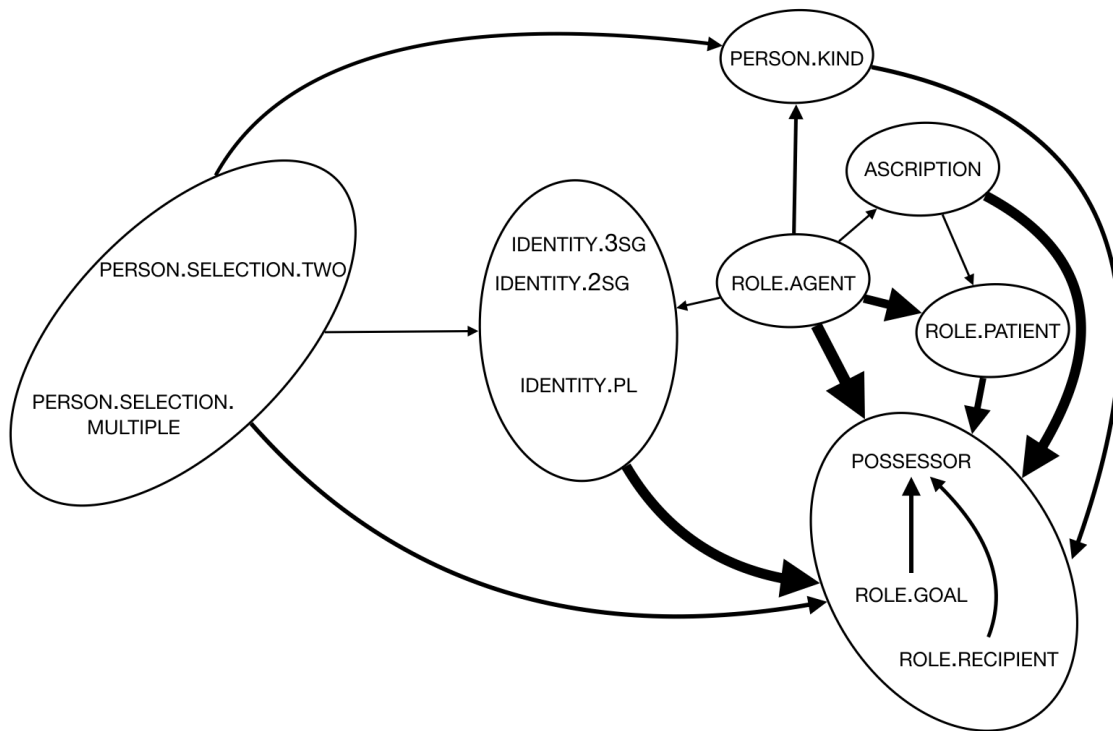 PERSON.KIND
ASCRIPTION
PERSON.SELECTION.TWO
IDENTITY.3SG
IDENTITY.2SG
ROLE.AGENT
ROLE.PATIENT
IDENTITY.PL
PERSON.SELECTION.
MULTIPLE
POSSESSOR
ROLE.GOAL
ROLE.RECIPIENT